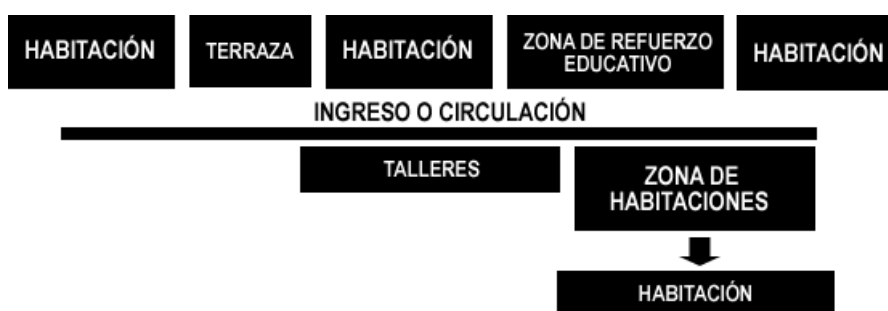 HABITACIÓN
TERRAZA
HABITACIÓN
ZONA DE REFUERZO
EDUCATIVO
HABITACIÓN
INGRESO O CIRCULACIÓN
TALLERES
ZONA DE
HABITACIONES
HABITACIÓN